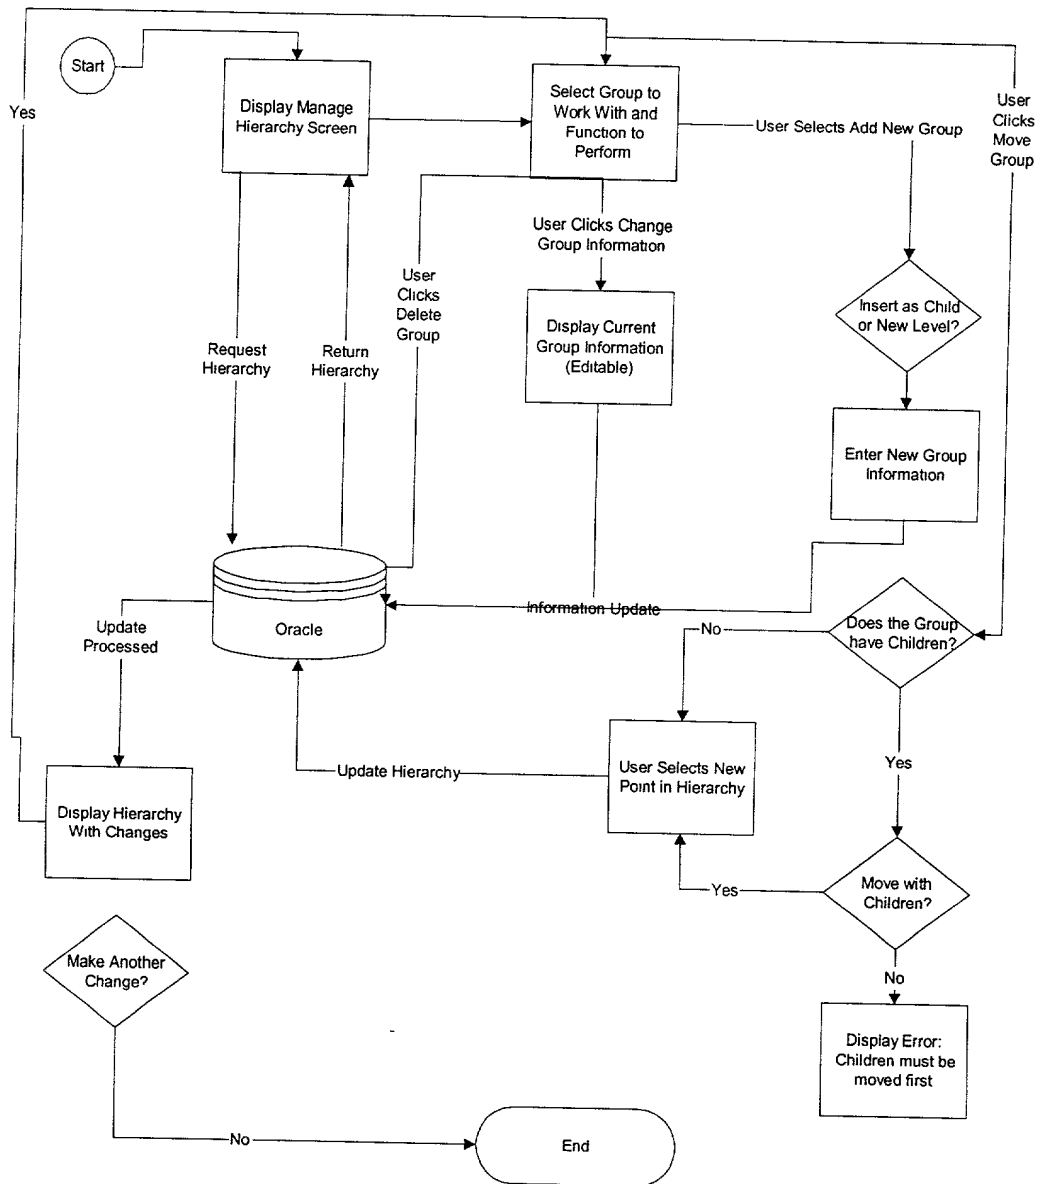 Start
Display Manage
Hierarchy Screen
Select Group to
Work With and
Function to
Perform
User Selects Add New Group
User
Clicks
Move
Group
Yes
User Clicks Change
Group Information
User
Clicks
Delete
Group
Request
Hierarchy
Return
Hierarchy
Display Current
Group Information
(Editable)
Insert as Child
or New Level?
Enter New Group
Information
Oracle
Information Update
Update
Processed
No
Does the Group
have Children?
Yes
User Selects New
Point in Hierarchy
Update Hierarchy
Display Hierarchy
With Changes
Yes
Move with
Children?
No
Make Another
Change?
Display Error:
Children must be
moved first
No
End